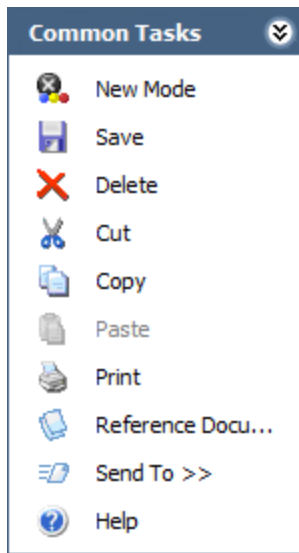 Common Tasks
New Mode
Save
Delete
Cut
Copy
Paste
Print
Reference Docu...
Send To >>
Help